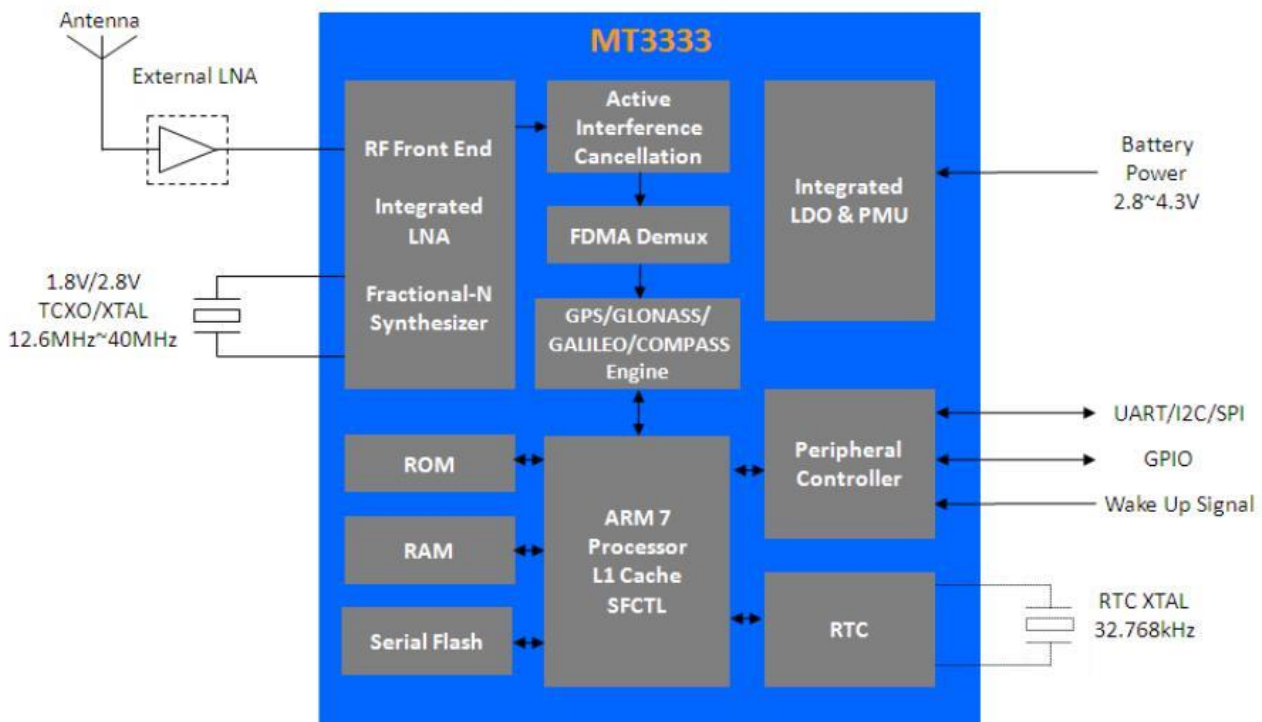 Antenna
External LNA
MT3333
RF Front End
Integrated
LNA
Fractional-N
Synthesizer
Active
Interference
Cancellation
FDMA Demux
GPS/GLONASS/
GALILEO/COMPASS
Engine
Integrated
LDO & PMU
Battery
Power
2.8~4.3V
1.8V/2.8V
TCXO/XTAL
12.6MHz~40MHz
ROM
RAM
Serial Flash
ARM 7
Processor
L1 Cache
SFCTL
Peripheral
Controller
UART/I2C/SPI
GPIO
Wake Up Signal
RTC
RTC XTAL
32.768kHz